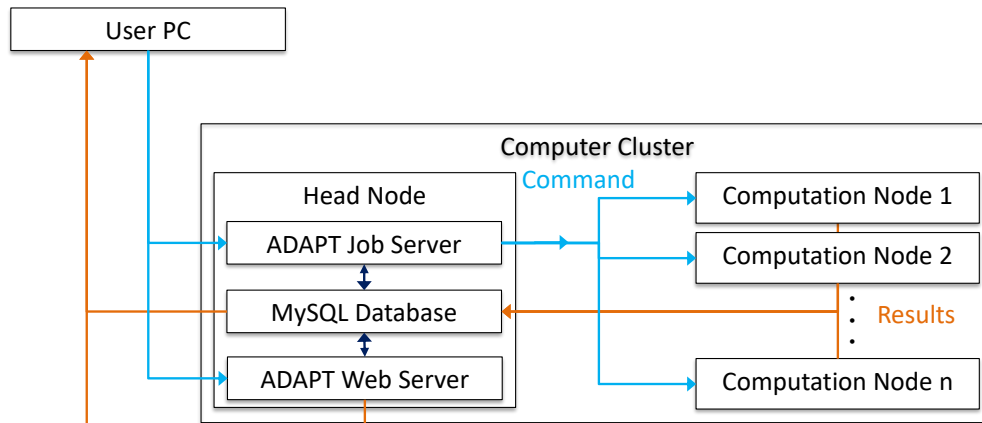 User PC
Computer Cluster
Command
Head Node
Computation Node 1
ADAPT Job Server
Computation Node 2
MySQL Database
Results
ADAPT Web Server
Computation Node n